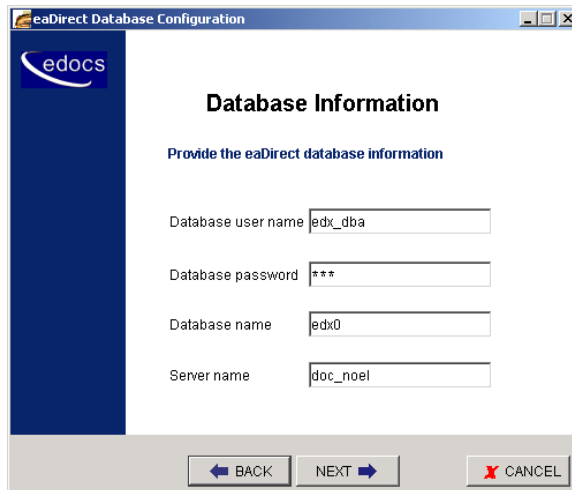 eaDirect Database Configuration
edocs
Database Information
Provide the eaDirect database information
Database user name edx_dba
Database password ***
Database name edx0
Server name doc_noel
BACK NEXT CANCEL